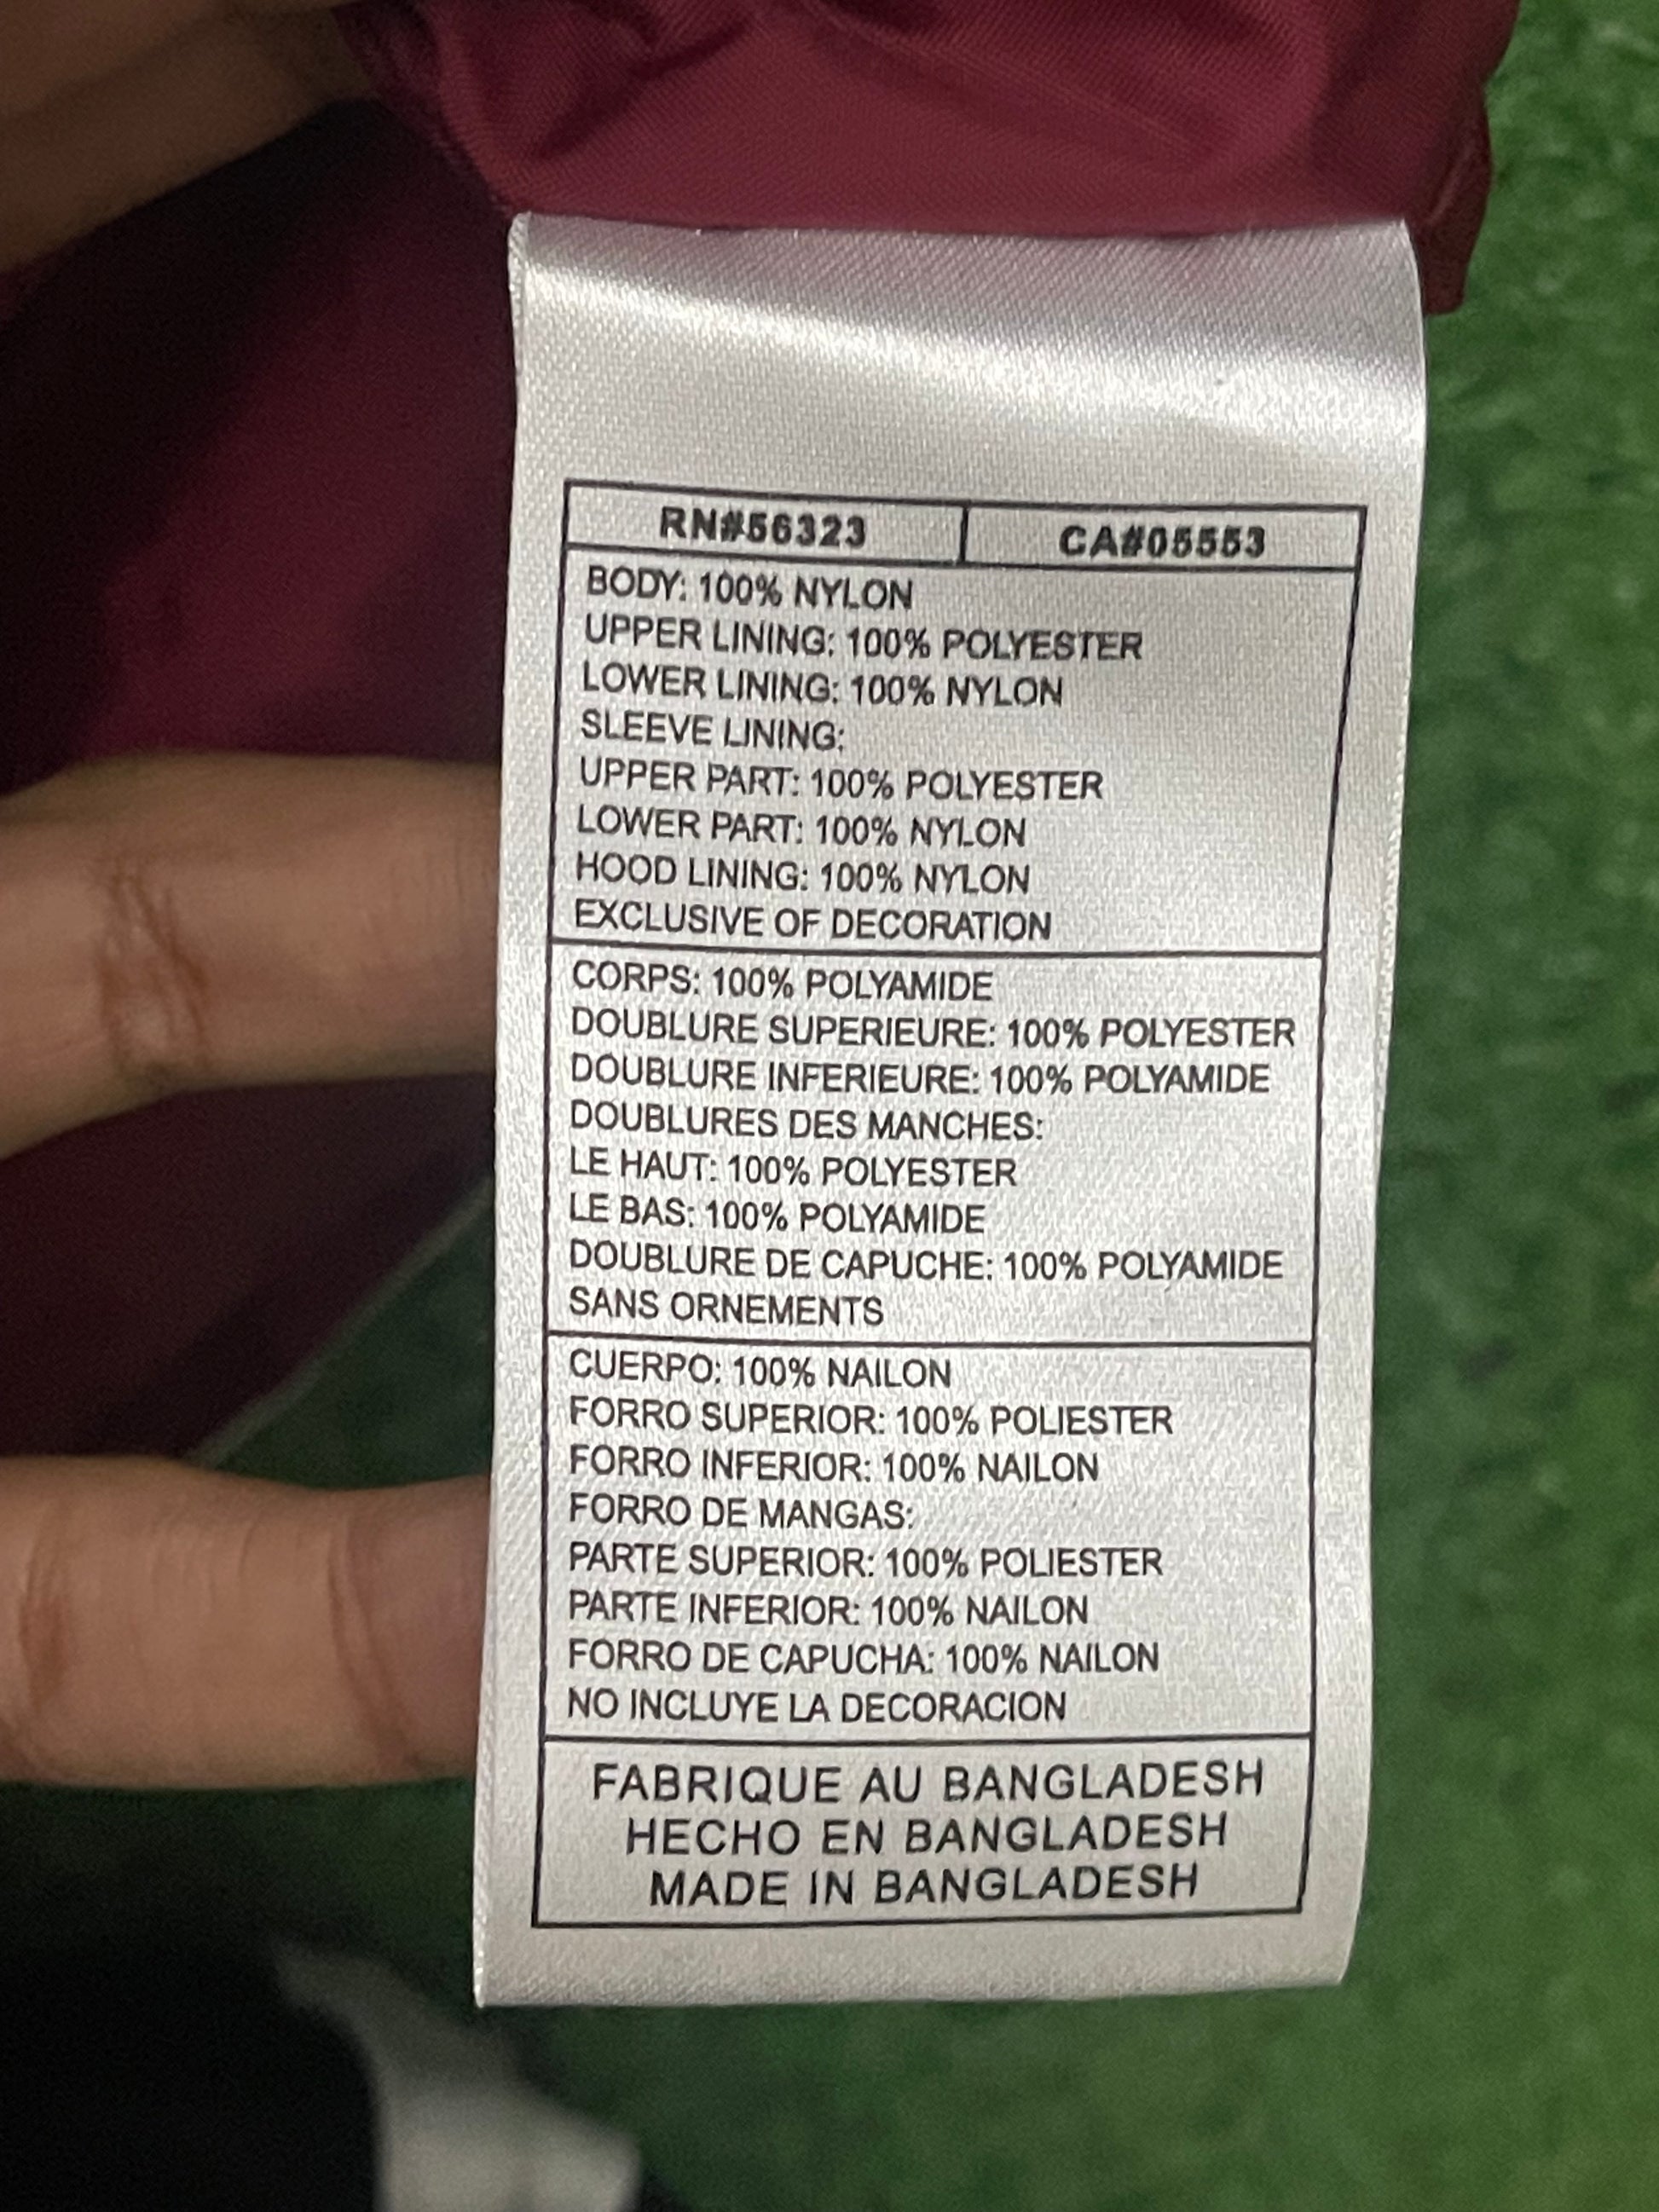 RN#56323 CA#05553
BODY: 100% NYLON
UPPER LINING: 100% POLYESTER
LOWER LINING: 100% NYLON
SLEEVE LINING:
UPPER PART: 100% POLYESTER
LOWER PART: 100% NYLON
HOOD LINING: 100% NYLON
EXCLUSIVE OF DECORATION
CORPS: 100% POLYAMIDE
DOUBLURE SUPERIEURE: 100% POLYESTER
DOUBLURE INFERIEURE: 100% POLYAMIDE
DOUBLURES DES MANCHES:
LE HAUT: 100% POLYESTER
LE BAS: 100% POLYAMIDE
DOUBLURE DE CAPUCHE: 100% POLYAMIDE
SANS ORNEMENTS
CUERPO: 100% NAILON
FORRO SUPERIOR: 100% POLIESTER
FORRO INFERIOR: 100% NAILON
FORRO DE MANGAS:
PARTE SUPERIOR: 100% POLIESTER
PARTE INFERIOR: 100% NAILON
FORRO DE CAPUCHA: 100% NAILON
NO INCLUYE LA DECORACION
FABRIQUE AU BANGLADESH
HECHO EN BANGLADESH
MADE IN BANGLADESH